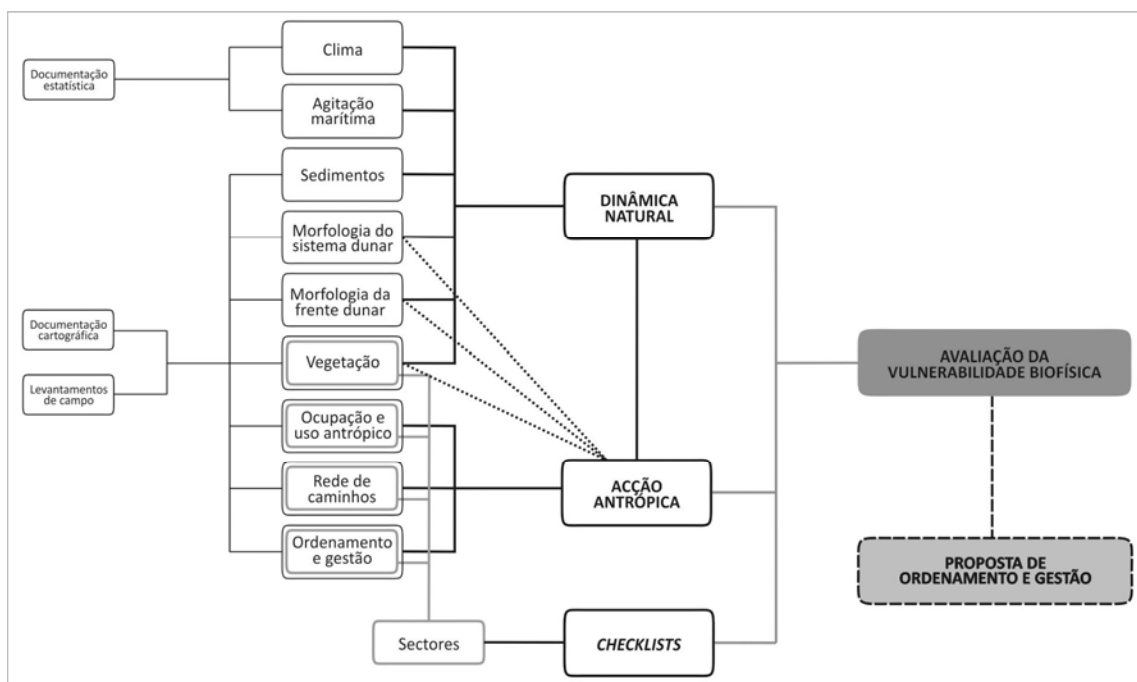 Documentação
estatística
Documentação
cartográfica
Levantamentos
de campo
Clima
Agitação
marítima
Sedimentos
Morfologia do
sistema dunar
Morfologia da
frente dunar
Vegetação
Ocupação e
uso antrópico
Rede de
caminhos
Ordenamento
e gestão
Sectores
DINÂMICA
NATURAL
ACÇÃO
ANTRÓPICA
CHECKLISTS
AVALIAÇÃO DA
VULNERABILIDADE BIOFÍSICA
PROPOSTA DE
ORDENAMENTO E GESTÃO